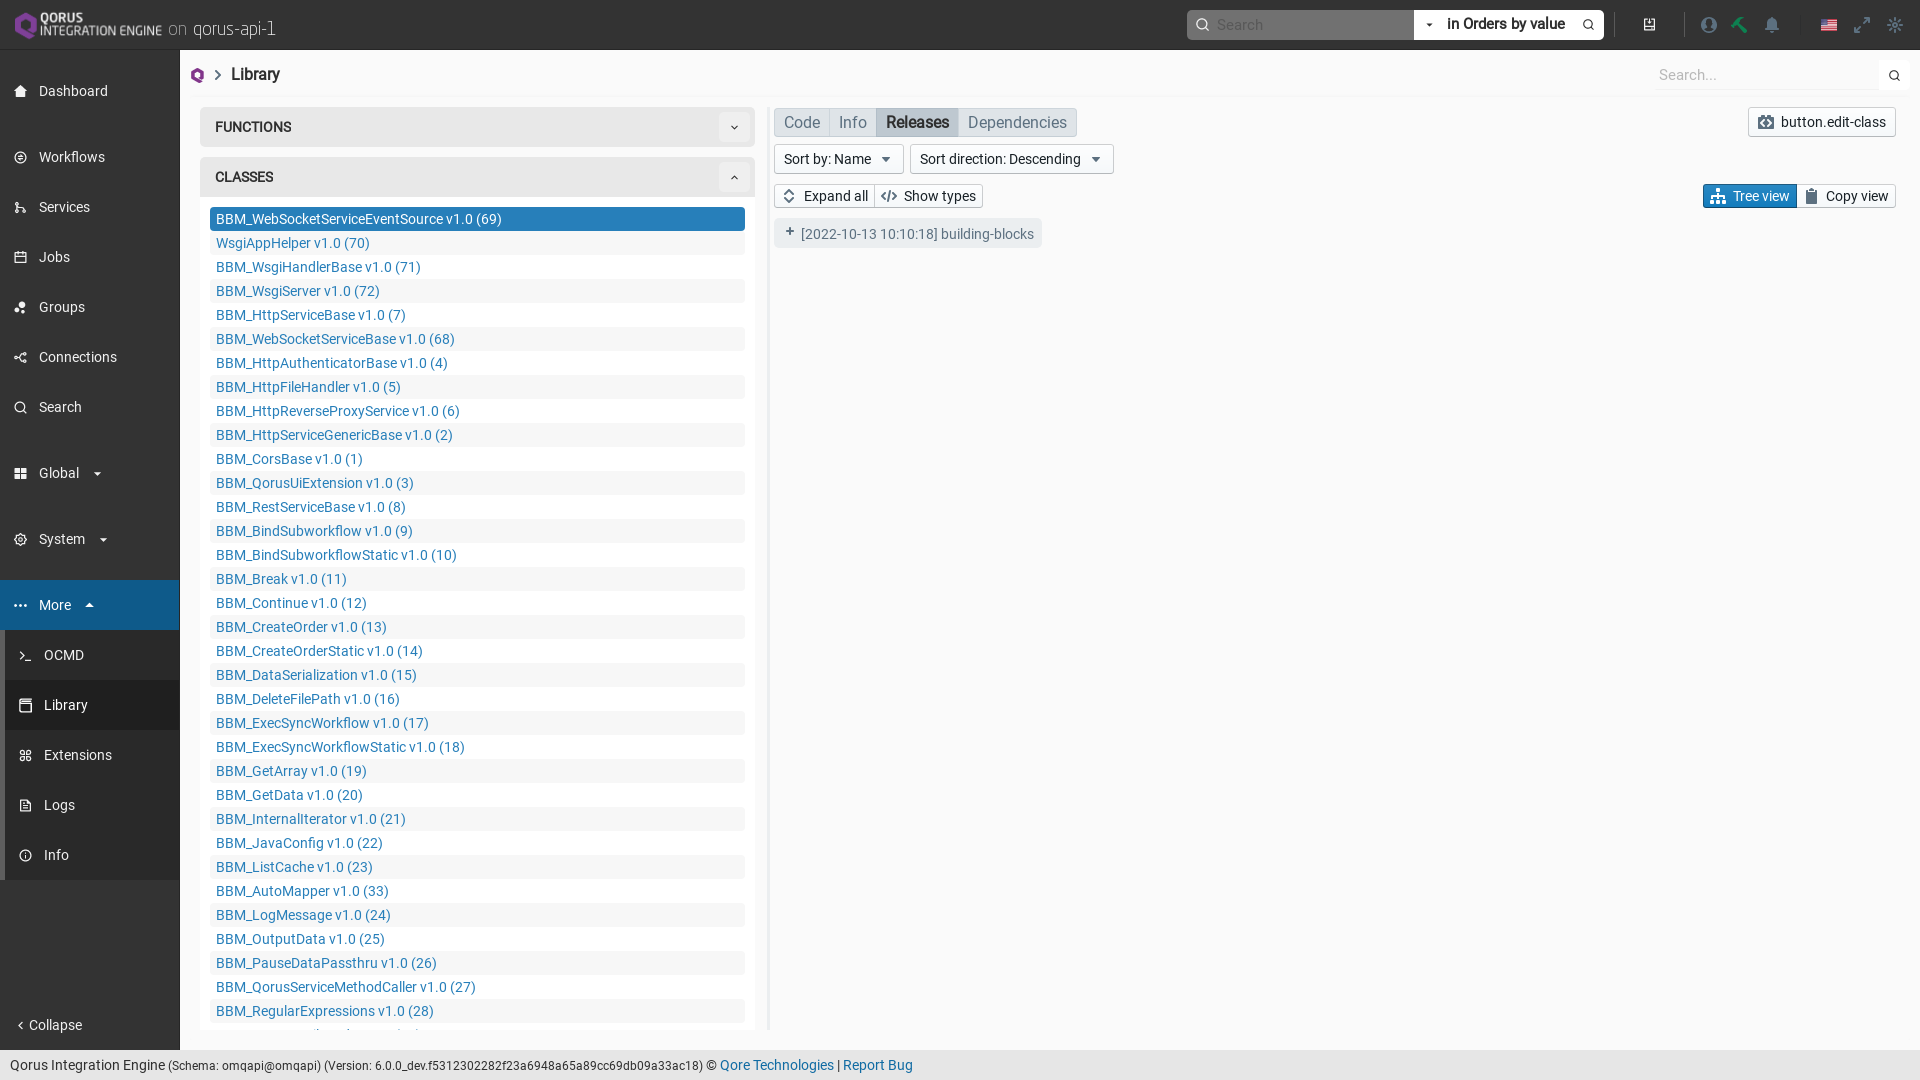 QORUS
INTEGRATION ENGINE on qorus-api-1
Search
in Orders by value
Dashboard
Workflows
Services
Jobs
Groups
Connections
Search
Global
System
More
OCMD
Library
Extensions
Logs
Info
Collapse
Library
Search...
FUNCTIONS
CLASSES
BBM_WebSocketServiceEventSource v1.0 (69)
WsgiAppHelper v1.0 (70)
BBM_WsgiHandlerBase v1.0 (71)
BBM_WsgiServer v1.0 (72)
BBM_HttpServiceBase v1.0 (7)
BBM_WebSocketServiceBase v1.0 (68)
BBM_HttpAuthenticatorBase v1.0 (4)
BBM_HttpFileHandler v1.0 (5)
BBM_HttpReverseProxyService v1.0 (6)
BBM_HttpServiceGenericBase v1.0 (2)
BBM_CorsBase v1.0 (1)
BBM_QorusUiExtension v1.0 (3)
BBM_RestServiceBase v1.0 (8)
BBM_BindSubworkflow v1.0 (9)
BBM_BindSubworkflowStatic v1.0 (10)
BBM_Break v1.0 (11)
BBM_Continue v1.0 (12)
BBM_CreateOrder v1.0 (13)
BBM_CreateOrderStatic v1.0 (14)
BBM_DataSerialization v1.0 (15)
BBM_DeleteFilePath v1.0 (16)
BBM_ExecSyncWorkflow v1.0 (17)
BBM_ExecSyncWorkflowStatic v1.0 (18)
BBM_GetArray v1.0 (19)
BBM_GetData v1.0 (20)
BBM_InternalIterator v1.0 (21)
BBM_JavaConfig v1.0 (22)
BBM_ListCache v1.0 (23)
BBM_AutoMapper v1.0 (33)
BBM_LogMessage v1.0 (24)
BBM_OutputData v1.0 (25)
BBM_PauseDataPassthru v1.0 (26)
BBM_QorusServiceMethodCaller v1.0 (27)
BBM_RegularExpressions v1.0 (28)
Code Info Releases Dependencies
button.edit-class
Sort by: Name Sort direction: Descending
Expand all Show types
Tree view Copy view
+ [2022-10-13 10:10:18] building-blocks
Qorus Integration Engine (Schema: omqapi@omqapi) (Version: 6.0.0_dev.f5312302282f23a6948a65a89cc69db09a33ac18) © Qore Technologies | Report Bug